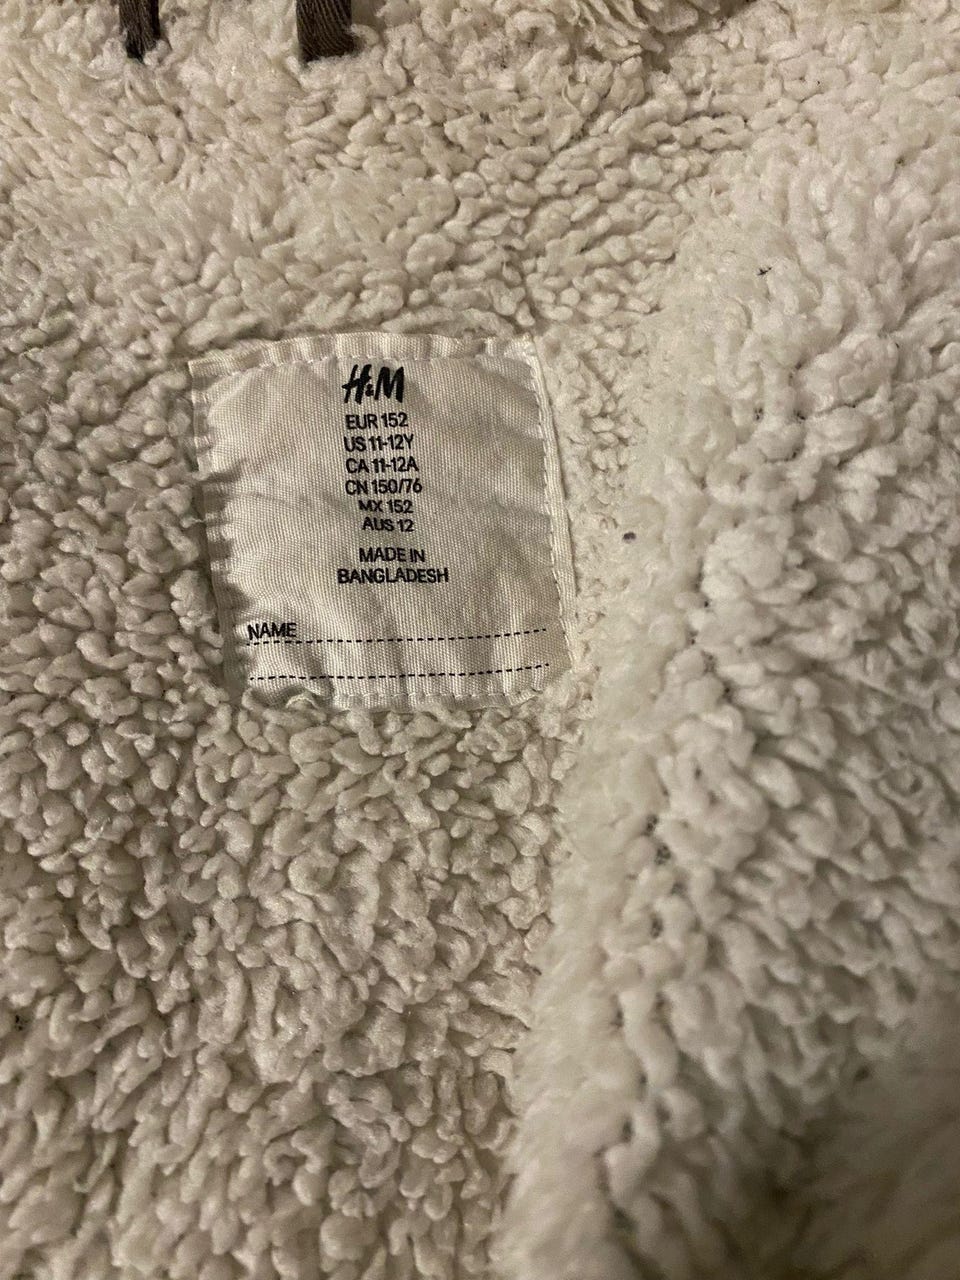 H&M
EUR 152
US 11-12Y
CA 11-12A
CN 150/76
MX 152
AUS 12
MADE IN
BANGLADESH
NAME